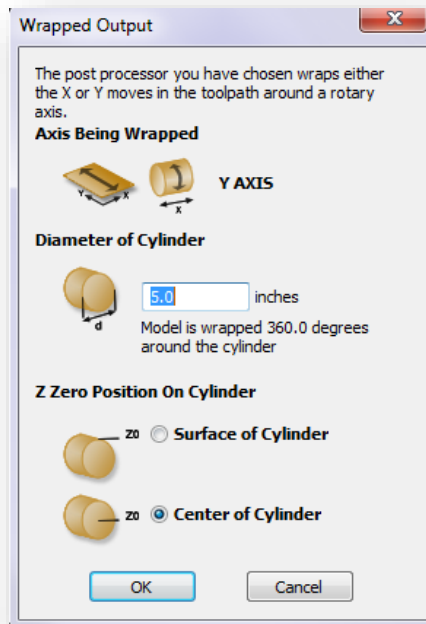 Wrapped Output
The post processor you have chosen wraps either
the X or Y moves in the toolpath around a rotary
axis.
Axis Being Wrapped
Y X X Y AXIS
Diameter of Cylinder
5.0 inches
d
Model is wrapped 360.0 degrees
around the cylinder
Z Zero Position On Cylinder
Z0 Surface of Cylinder
Z0 Center of Cylinder
OK Cancel